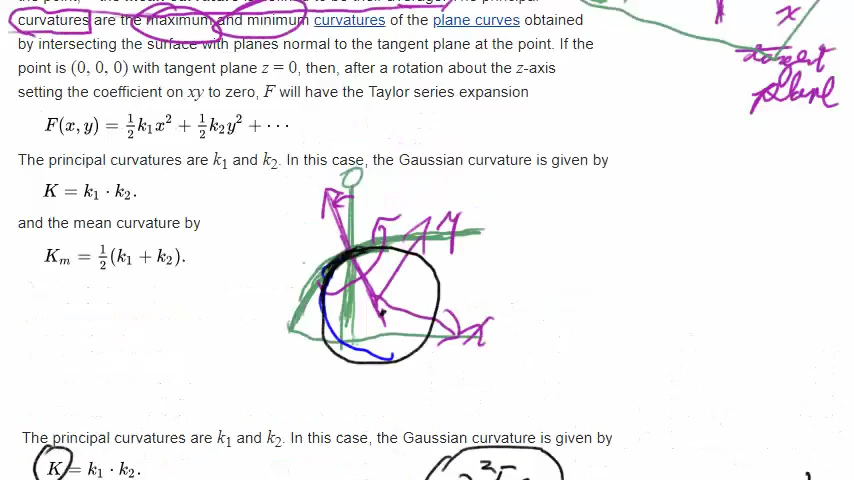 curvatures are the maximum and minimum curvatures of the plane curves obtained
x
by intersecting the surface with planes normal to the tangent plane at the point. If the
tangent
point is (0, 0, 0) with tangent plane z = 0, then, after a rotation about the z-axis
plane
setting the coefficient on xy to zero, F will have the Taylor series expansion
F(x, y) = ½k₁x² + ½k₂y² + ⋯
The principal curvatures are k₁ and k₂. In this case, the Gaussian curvature is given by
K = k₁ · k₂.
and the mean curvature by
Kₘ = ½(k₁ + k₂).
y
x
The principal curvatures are k₁ and k₂. In this case, the Gaussian curvature is given by
K = k₁ · k₂.